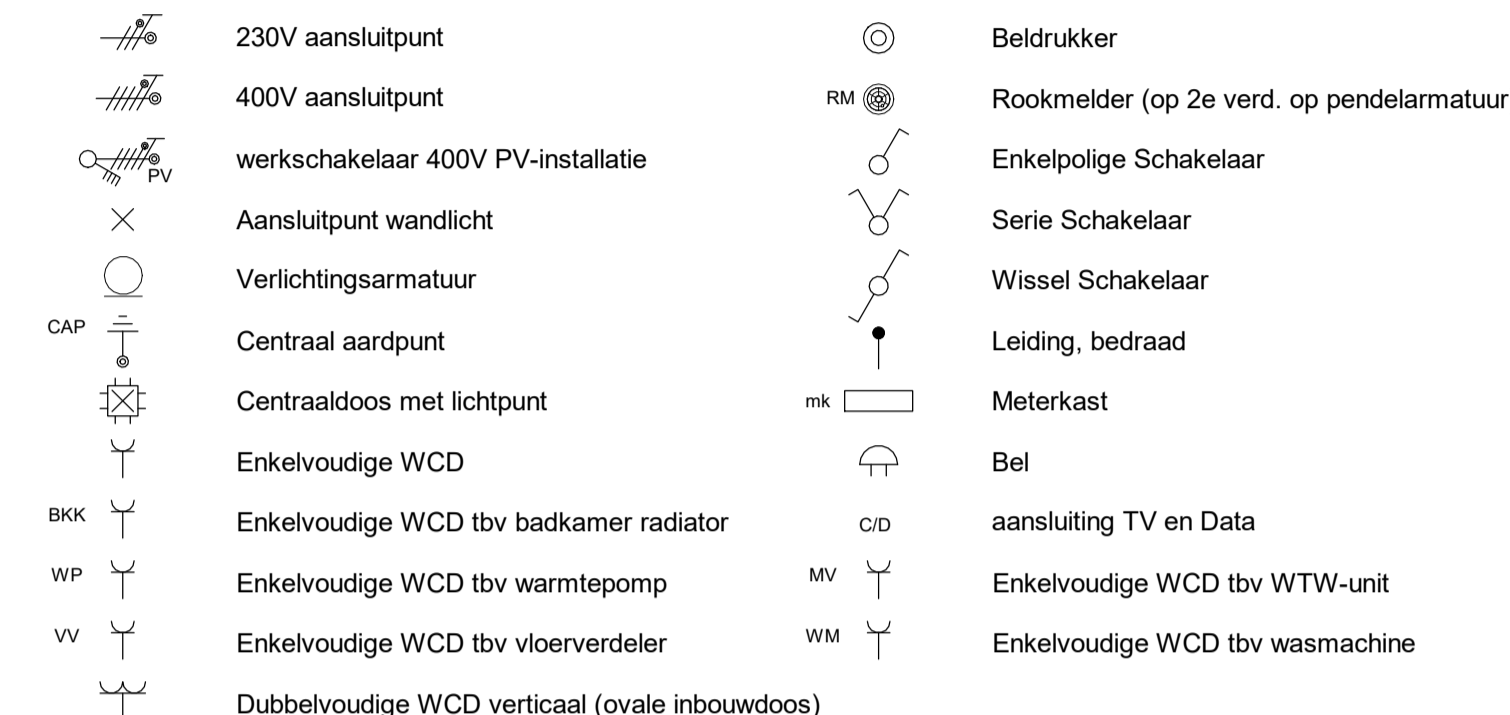 230V aansluitpunt
400V aansluitpunt
PV werkschakelaar 400V PV-installatie
Aansluitpunt wandlicht
Verlichtingsarmatuur
CAP Centraal aardpunt
Centraaldoos met lichtpunt
Enkelvoudige WCD
BKK Enkelvoudige WCD tbv badkamer radiator
WP Enkelvoudige WCD tbv warmtepomp
VV Enkelvoudige WCD tbv vloerverdeler
Dubbelvoudige WCD verticaal (ovale inbouwdoos)
Beldrukker
RM Rookmelder (op 2e verd. op pendelarmatuur
Enkelpolige Schakelaar
Serie Schakelaar
Wissel Schakelaar
Leiding, bedraad
mk Meterkast
Bel
C/D aansluiting TV en Data
MV Enkelvoudige WCD tbv WTW-unit
WM Enkelvoudige WCD tbv wasmachine